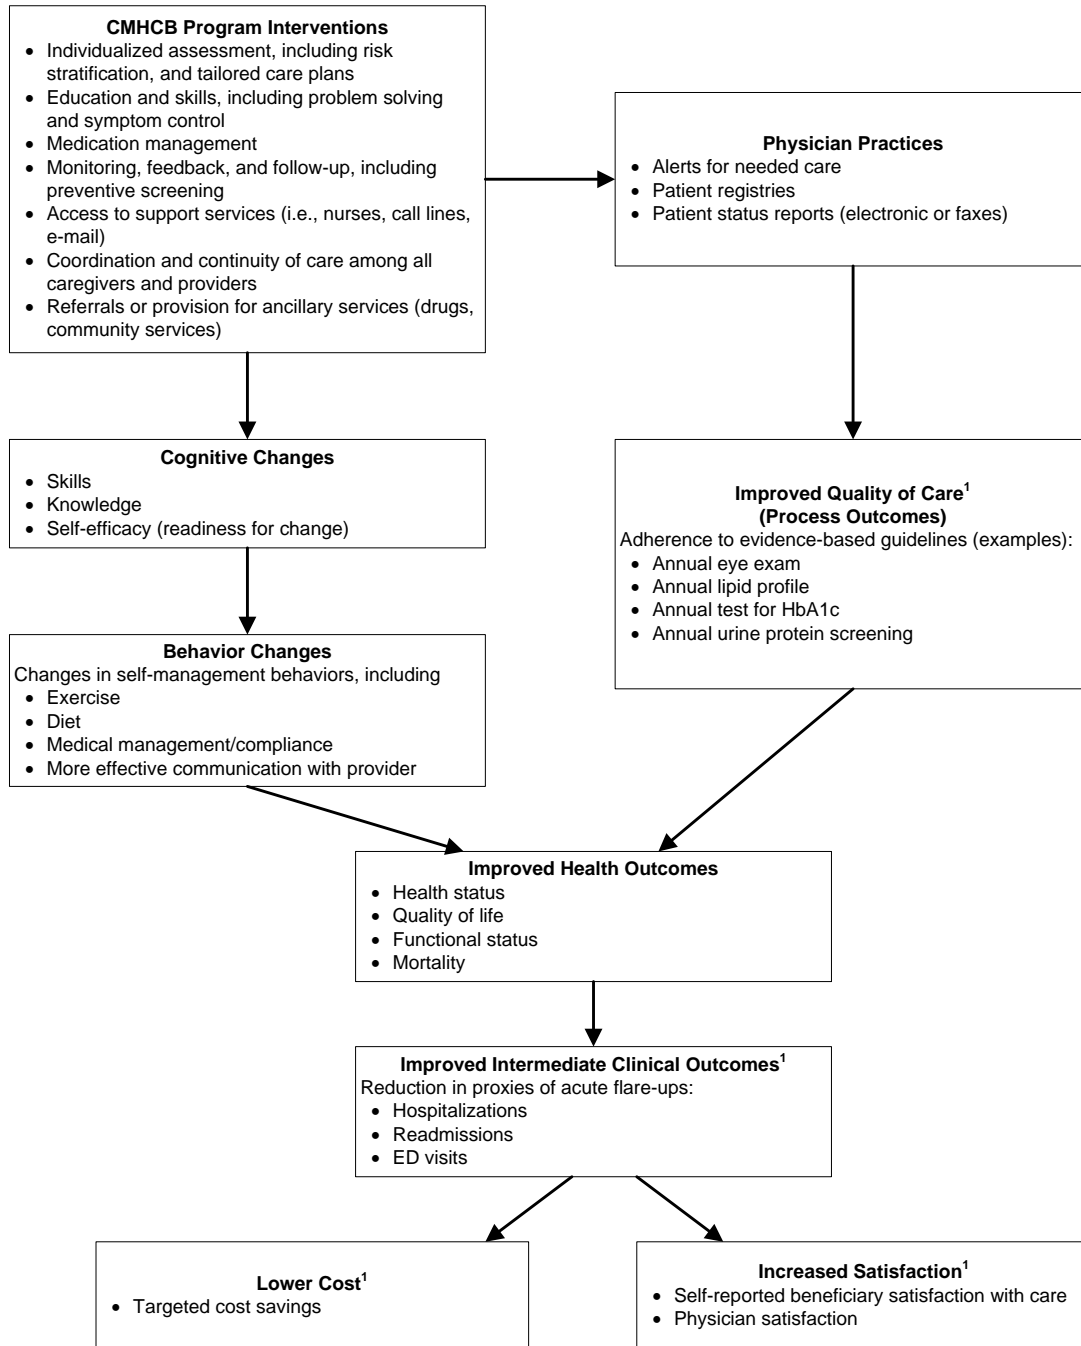 CMHCB Program Interventions
• Individualized assessment, including risk
stratification, and tailored care plans
• Education and skills, including problem solving
and symptom control
• Medication management
• Monitoring, feedback, and follow-up, including
preventive screening
• Access to support services (i.e., nurses, call lines,
e-mail)
• Coordination and continuity of care among all
caregivers and providers
• Referrals or provision for ancillary services (drugs,
community services)
Physician Practices
• Alerts for needed care
• Patient registries
• Patient status reports (electronic or faxes)
Cognitive Changes
• Skills
• Knowledge
• Self-efficacy (readiness for change)
Improved Quality of Care¹
(Process Outcomes)
Adherence to evidence-based guidelines (examples):
• Annual eye exam
• Annual lipid profile
• Annual test for HbA1c
• Annual urine protein screening
Behavior Changes
Changes in self-management behaviors, including
• Exercise
• Diet
• Medical management/compliance
• More effective communication with provider
Improved Health Outcomes
• Health status
• Quality of life
• Functional status
• Mortality
Improved Intermediate Clinical Outcomes¹
Reduction in proxies of acute flare-ups:
• Hospitalizations
• Readmissions
• ED visits
Lower Cost¹
• Targeted cost savings
Increased Satisfaction¹
• Self-reported beneficiary satisfaction with care
• Physician satisfaction